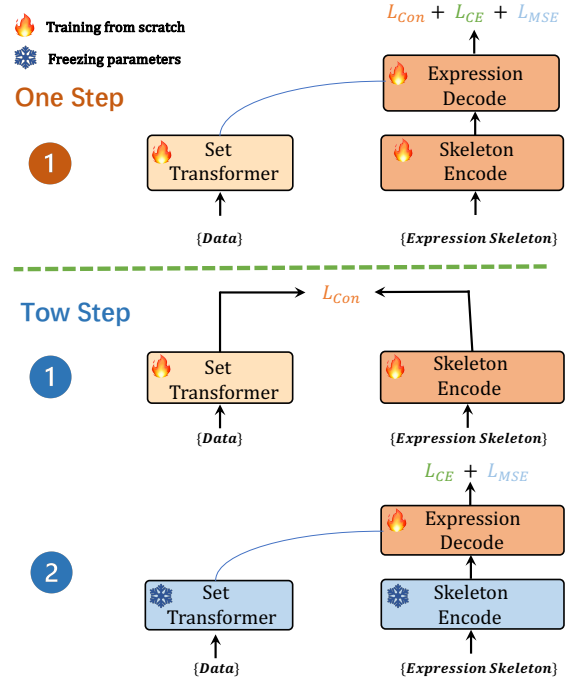 L_Con + L_CE + L_MSE
Training from scratch
Freezing parameters
One Step
Expression
Decode
1
Set
Transformer
Skeleton
Encode
{Data}
{Expression Skeleton}
L_Con
Tow Step
1
Set
Transformer
Skeleton
Encode
{Data}
{Expression Skeleton}
L_CE + L_MSE
Expression
Decode
2
Set
Transformer
Skeleton
Encode
{Data}
{Expression Skeleton}